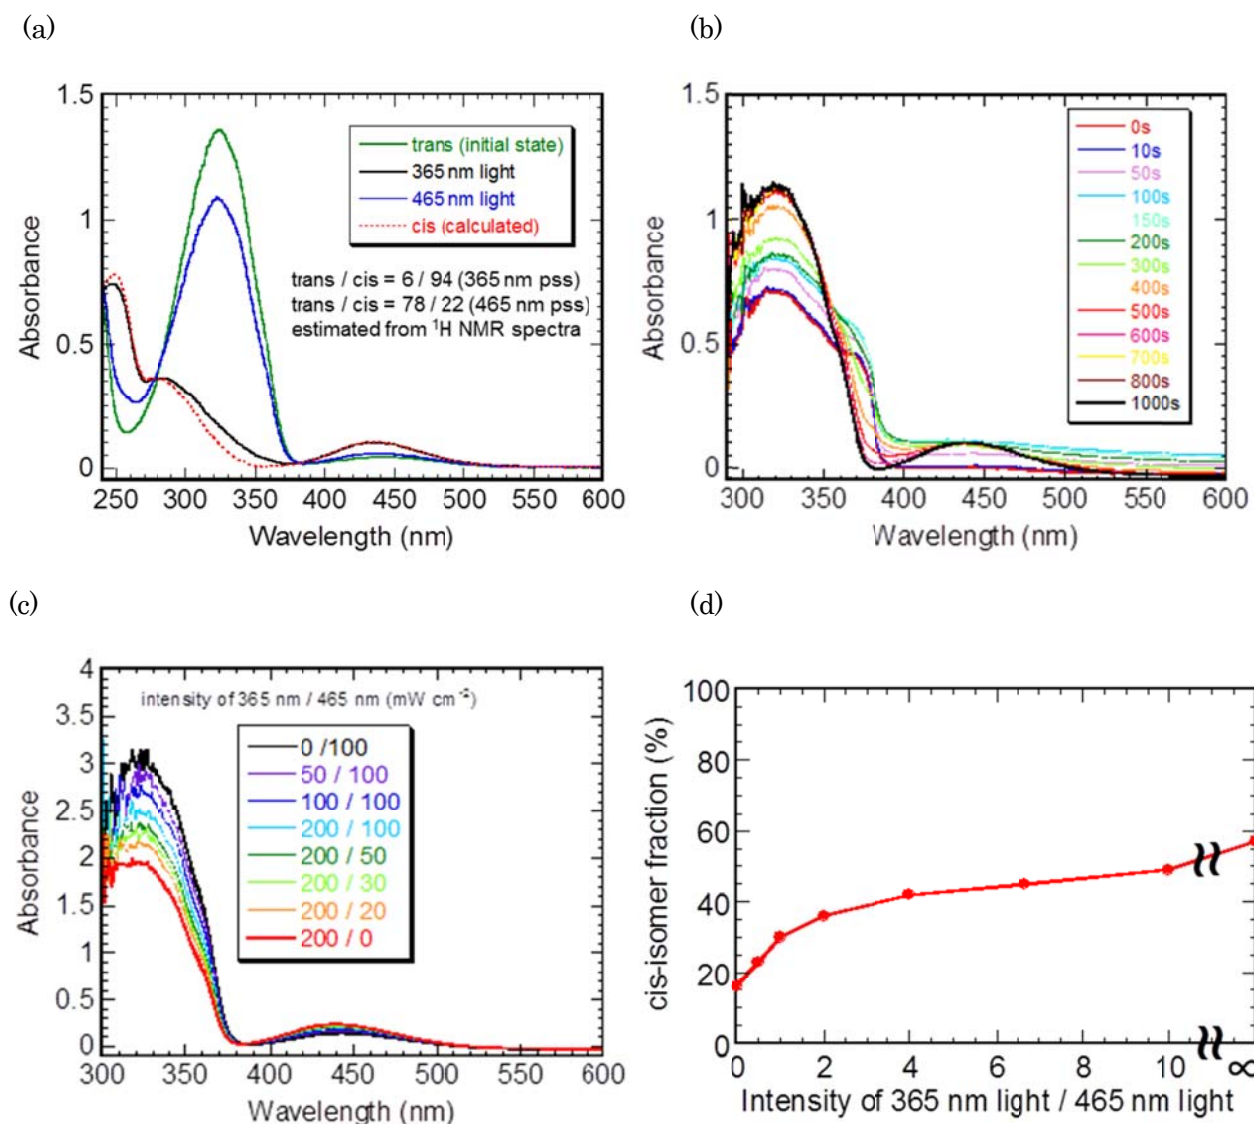 (a)
1.5
1
0.5
0
250 300 350 400 450 500 550 600
Absorbance
Wavelength (nm)
trans (initial state)
365 nm light
465 nm light
cis (calculated)
trans / cis = 6 / 94 (365 nm pss)
trans / cis = 78 / 22 (465 nm pss)
estimated from ¹H NMR spectra
(b)
1.5
1
0.5
0
290 350 400 450 500 550 600
Absorbance
Wavelength (nm)
0s
10s
50s
100s
150s
200s
300s
400s
500s
600s
700s
800s
1000s
(c)
4
3.5
3
2.5
2
1.5
1
0.5
0
300 350 400 450 500 550 600
Absorbance
Wavelength (nm)
intensity of 365 nm / 465 nm (mW cm⁻²)
0 /100
50 / 100
100 / 100
200 / 100
200 / 50
200 / 30
200 / 20
200 / 0
(d)
100
80
60
40
20
0
0 2 4 6 8 10 ∞
cis-isomer fraction (%)
Intensity of 365 nm light / 465 nm light